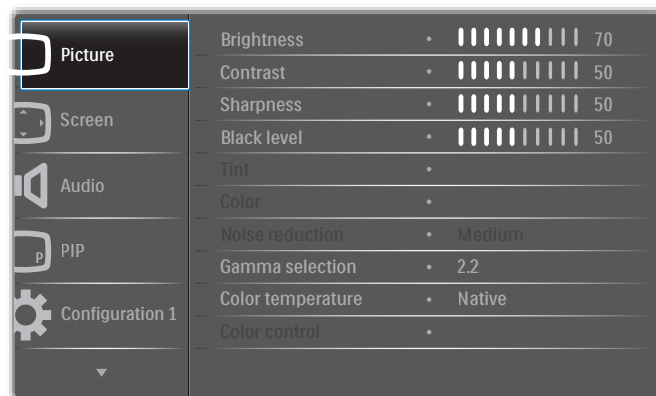 Picture
Screen
Audio
P
PIP
Configuration 1
Brightness • 70
Contrast • 50
Sharpness • 50
Black level • 50
Tint •
Color •
Noise reduction • Medium
Gamma selection • 2.2
Color temperature • Native
Color control •